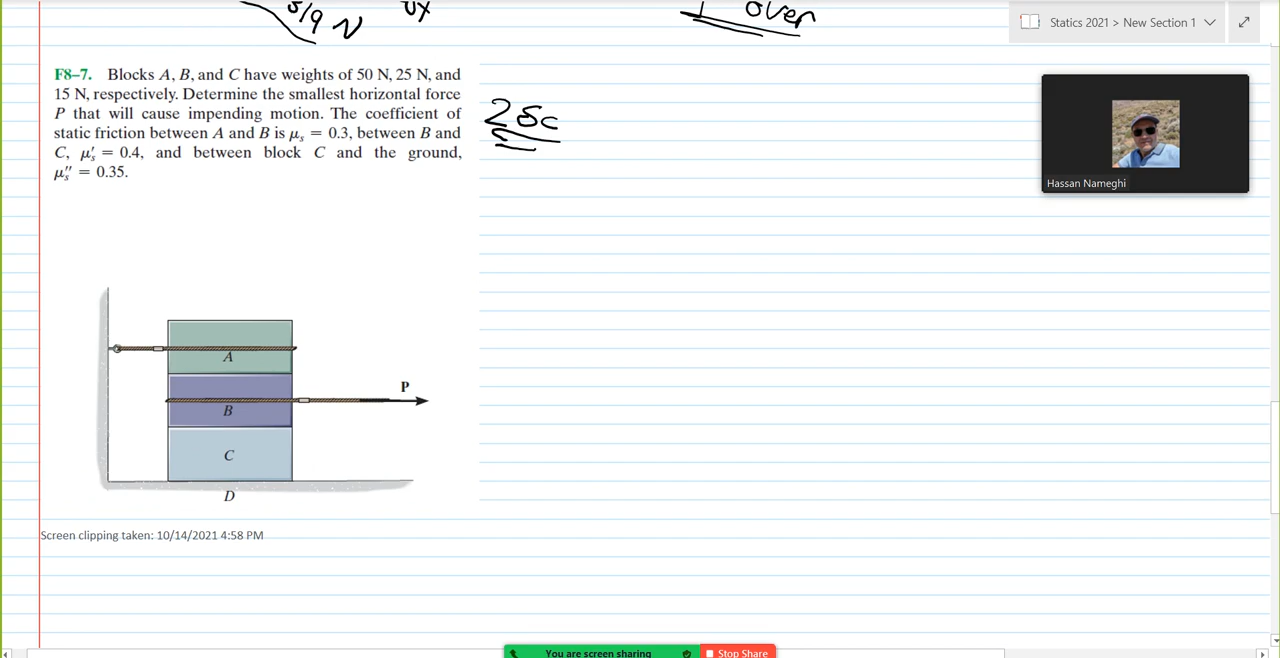 over
Statics 2021 > New Section 1
F8–7. Blocks A, B, and C have weights of 50 N, 25 N, and
15 N, respectively. Determine the smallest horizontal force
P that will cause impending motion. The coefficient of
static friction between A and B is μs = 0.3, between B and
C, μ's = 0.4, and between block C and the ground,
μ''s = 0.35.
Hassan Nameghi
A
P
B
C
D
Screen clipping taken: 10/14/2021 4:58 PM
You are screen sharing
Stop Share